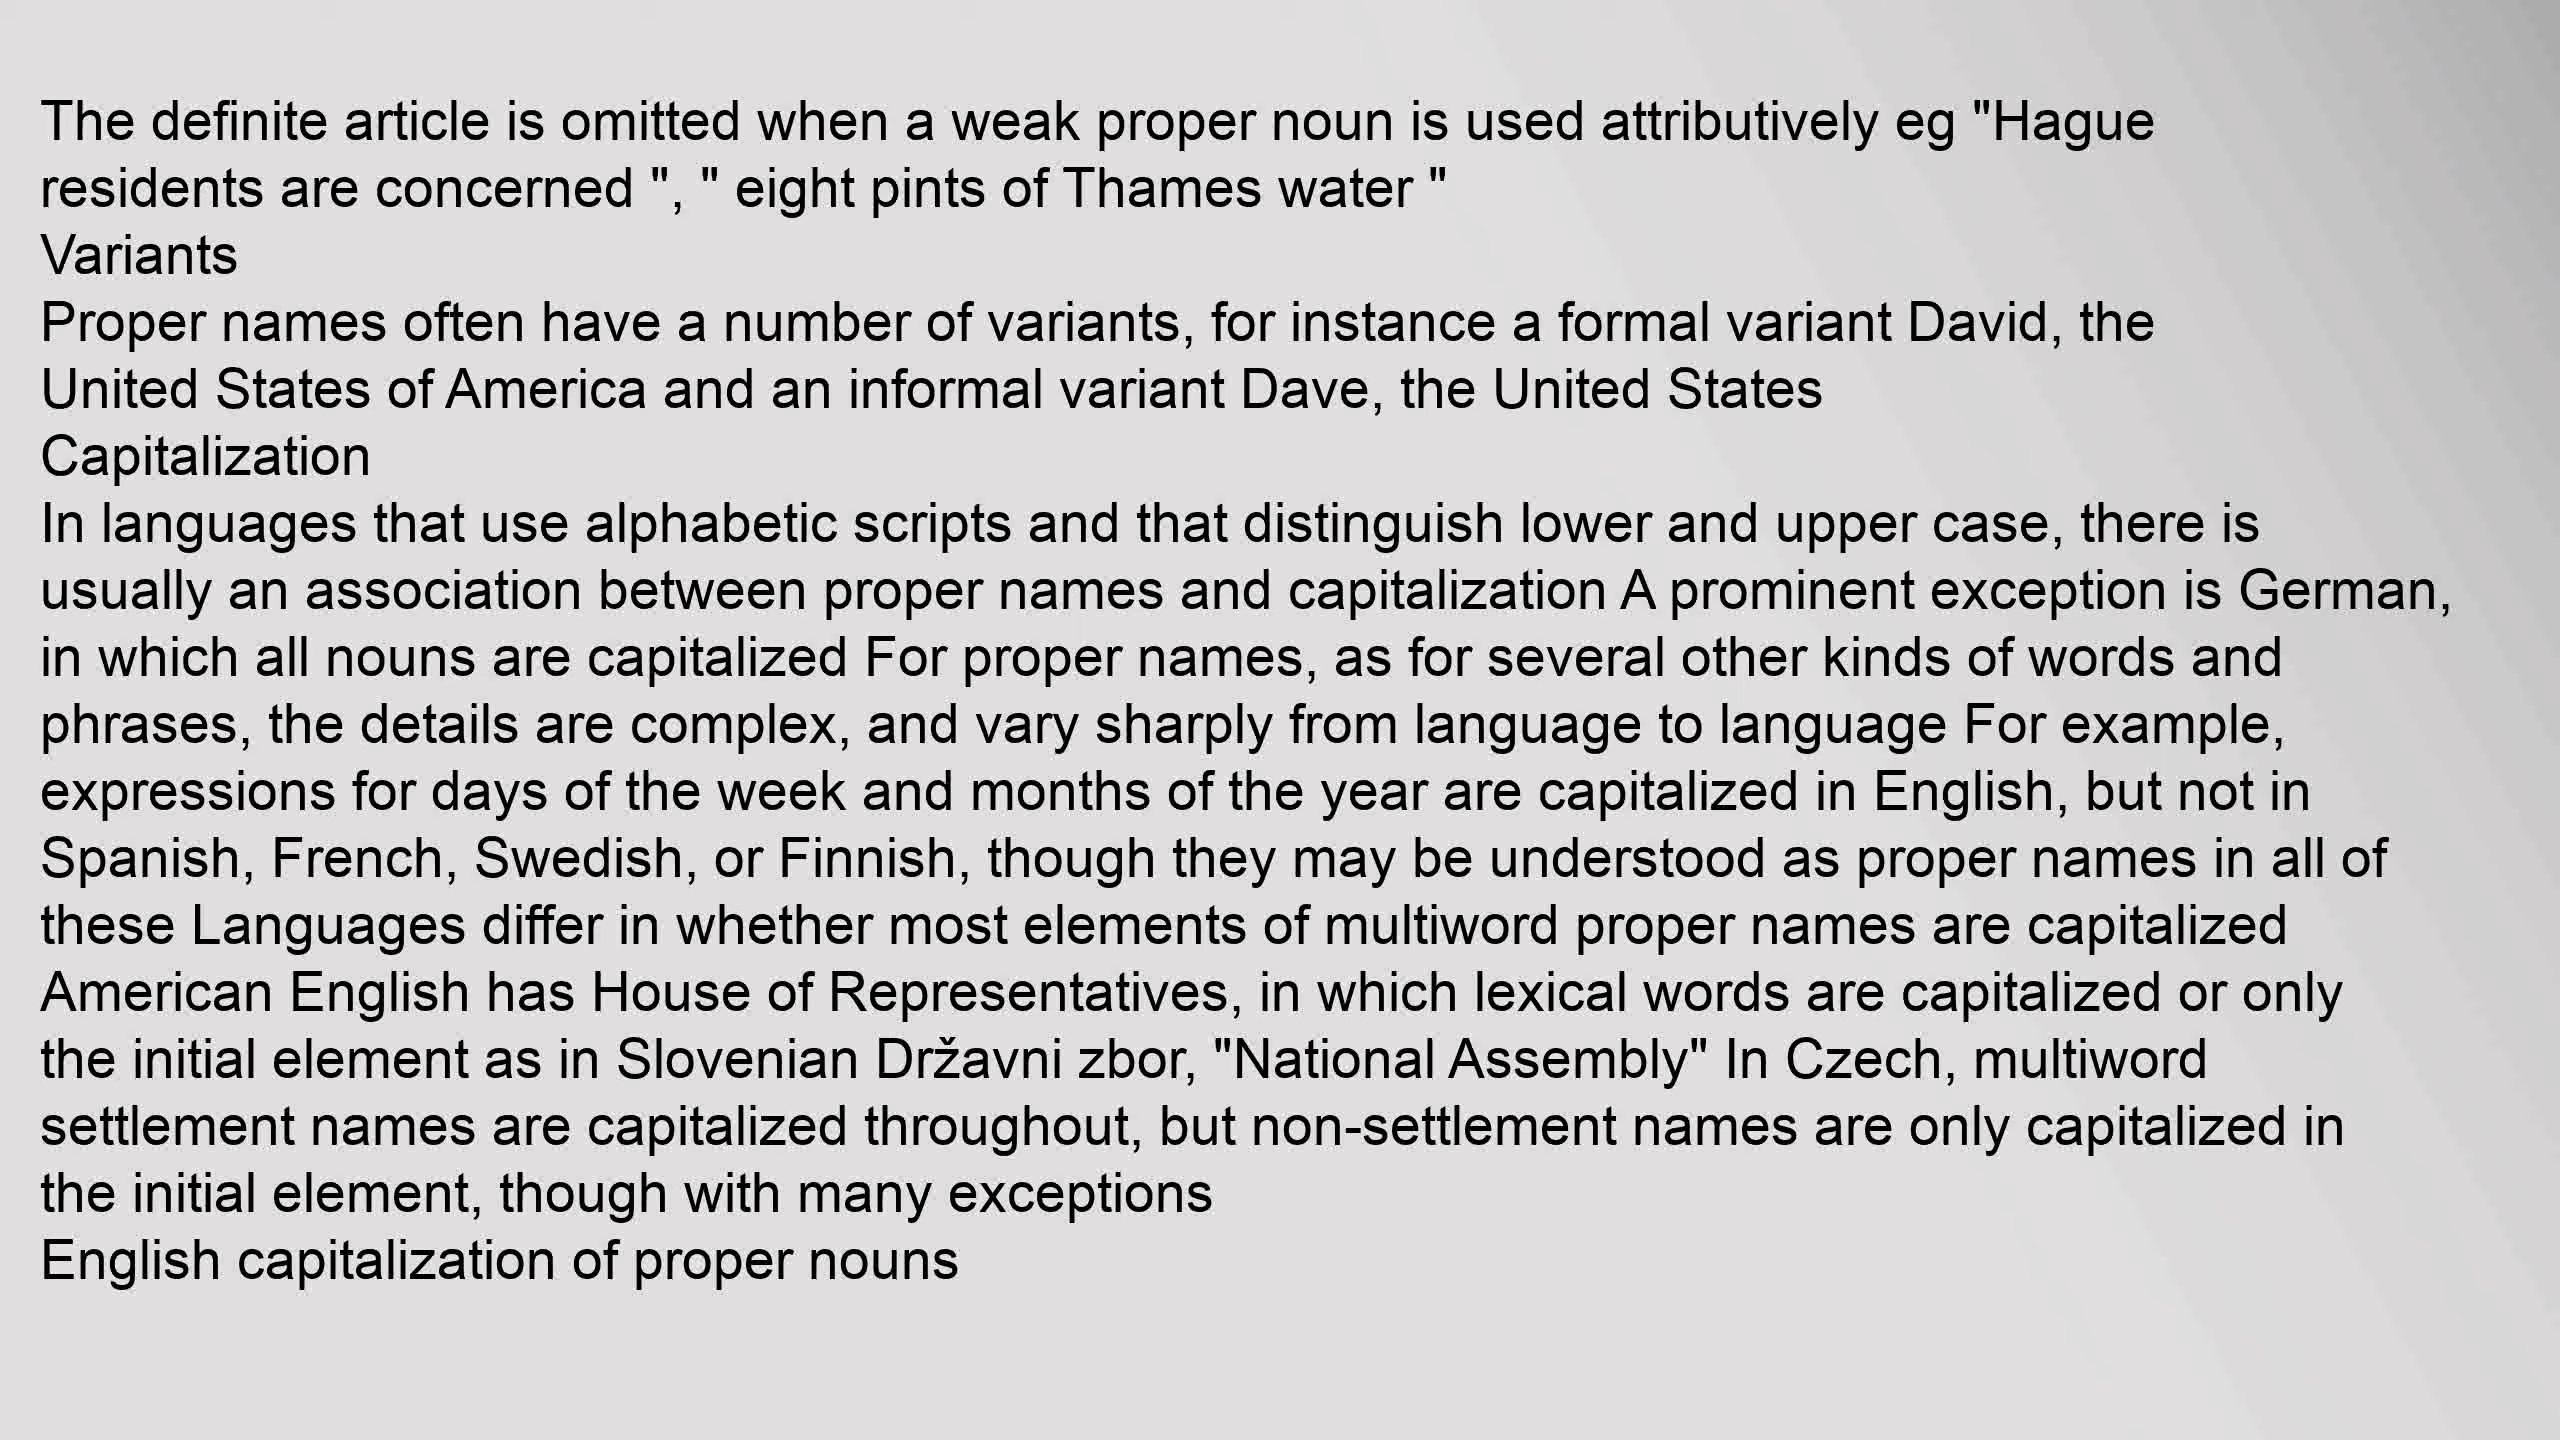 The definite article is omitted when a weak proper noun is used attributively eg "Hague
residents are concerned ", " eight pints of Thames water "
Variants
Proper names often have a number of variants, for instance a formal variant David, the
United States of America and an informal variant Dave, the United States
Capitalization
In languages that use alphabetic scripts and that distinguish lower and upper case, there is
usually an association between proper names and capitalization A prominent exception is German,
in which all nouns are capitalized For proper names, as for several other kinds of words and
phrases, the details are complex, and vary sharply from language to language For example,
expressions for days of the week and months of the year are capitalized in English, but not in
Spanish, French, Swedish, or Finnish, though they may be understood as proper names in all of
these Languages differ in whether most elements of multiword proper names are capitalized
American English has House of Representatives, in which lexical words are capitalized or only
the initial element as in Slovenian Državni zbor, "National Assembly" In Czech, multiword
settlement names are capitalized throughout, but non-settlement names are only capitalized in
the initial element, though with many exceptions
English capitalization of proper nouns